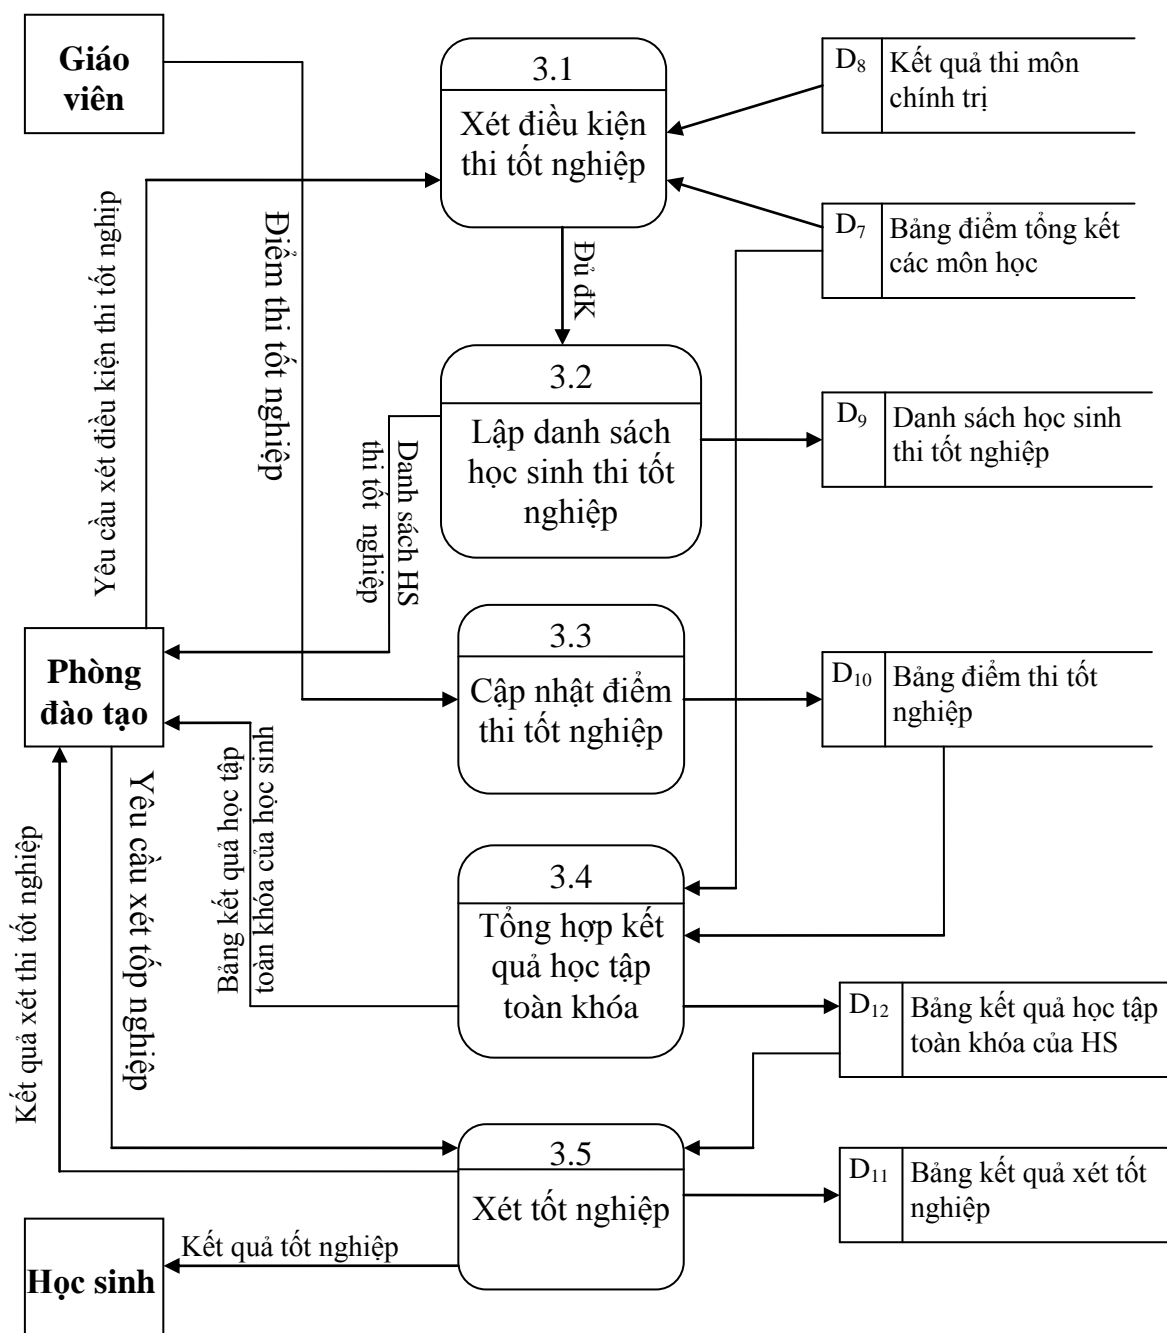 Giáo
viên
3.1
Xét điều kiện
thi tốt nghiệp
D8
Kết quả thi môn
chính trị
D7
Bảng điểm tổng kết
các môn học
Yêu cầu xét điều kiện thi tốt nghip
Điểm thi tốt nghiệp
Đủ đK
3.2
Lập danh sách
học sinh thi tốt
nghiệp
Danh sách HS
thi tốt nghiệp
D9
Danh sách học sinh
thi tốt nghiệp
Phòng
đào tạo
3.3
Cập nhật điểm
thi tốt nghiệp
D10
Bảng điểm thi tốt
nghiệp
Kết quả xét thi tốt nghiệp
Yêu cầu xét tốp nghiệp
Bảng kết quả học tập
toàn khóa của học sinh
3.4
Tổng hợp kết
quả học tập
toàn khóa
D12
Bảng kết quả học tập
toàn khóa của HS
3.5
Xét tốt nghiệp
D11
Bảng kết quả xét tốt
nghiệp
Kết quả tốt nghiệp
Học sinh